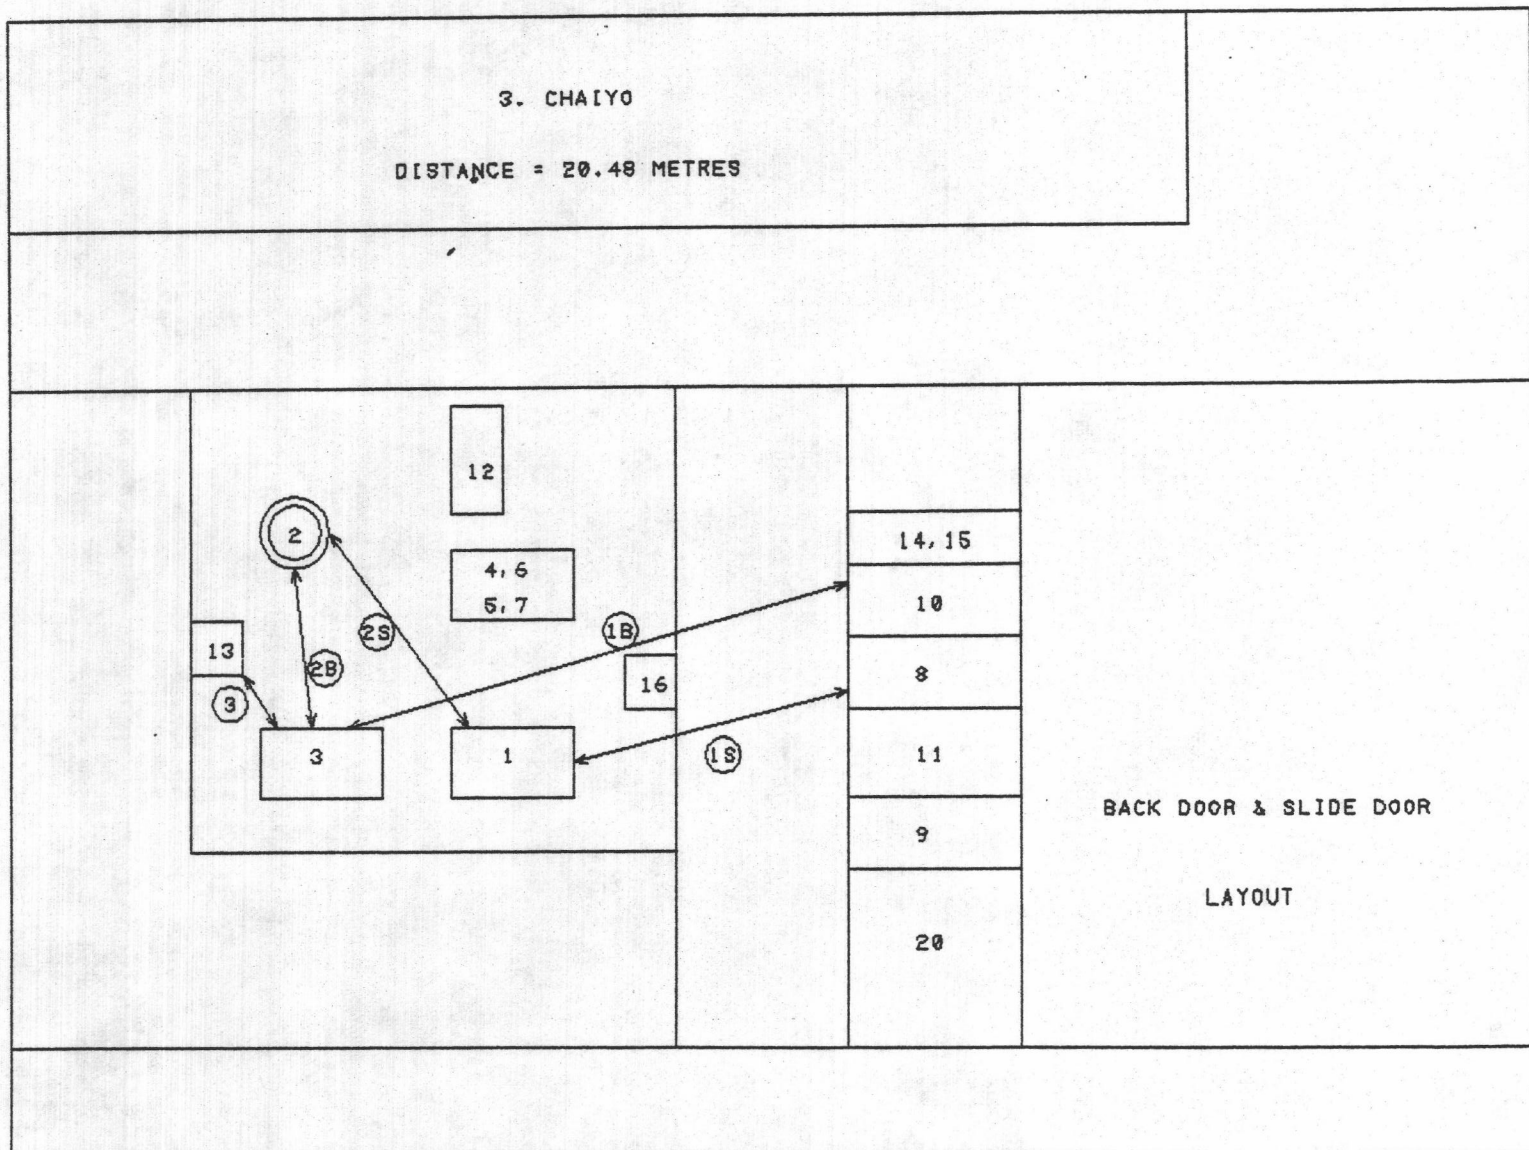 3. CHAIYO
DISTANCE = 20.48 METRES
12
2
4,6
5,7
14,15
10
2S
1B
13
2B
8
16
3
3
1
1S
11
9
20
BACK DOOR & SLIDE DOOR
LAYOUT